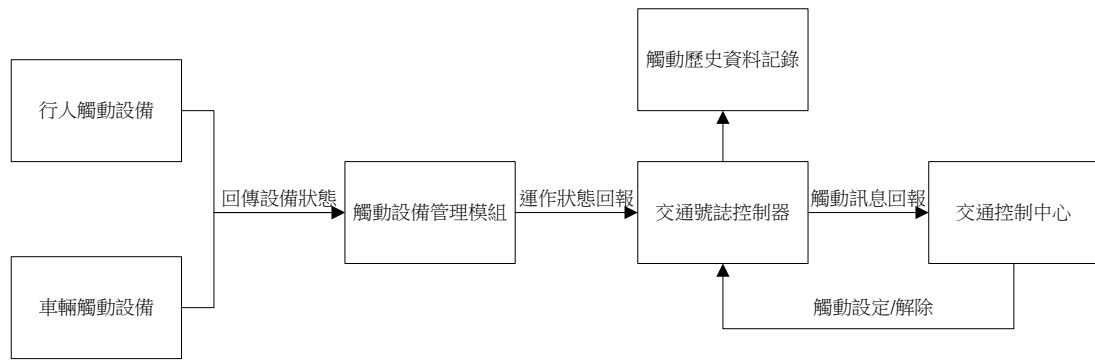 觸動歷史資料記錄
行人觸動設備
回傳設備狀態
觸動設備管理模組
運作狀態回報
交通號誌控制器
觸動訊息回報
交通控制中心
車輛觸動設備
觸動設定/解除